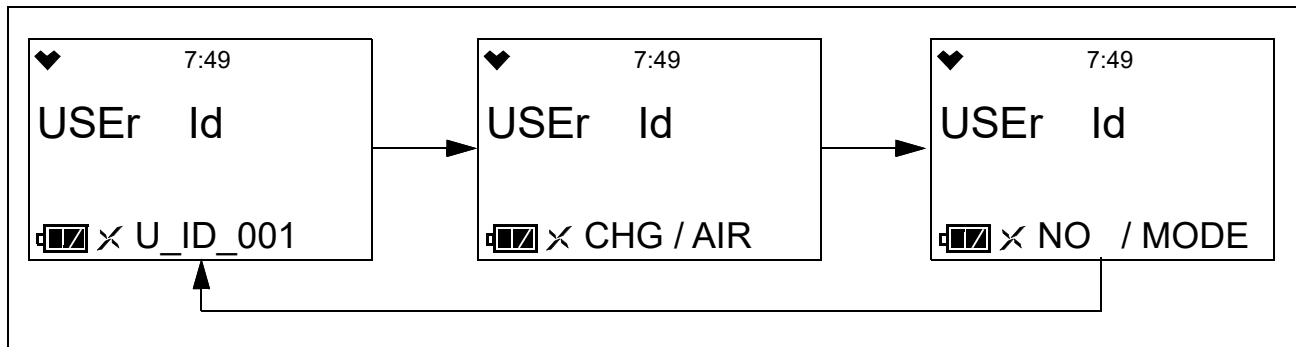 7:49
USEr Id
U_ID_001
7:49
USEr Id
CHG / AIR
7:49
USEr Id
NO / MODE